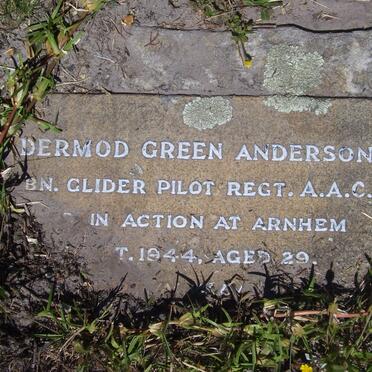 DERMOD GREEN ANDERSON
BN. GLIDER PILOT REGT. A.A.C.
IN ACTION AT ARNHEM
T. 1944, AGED 29.